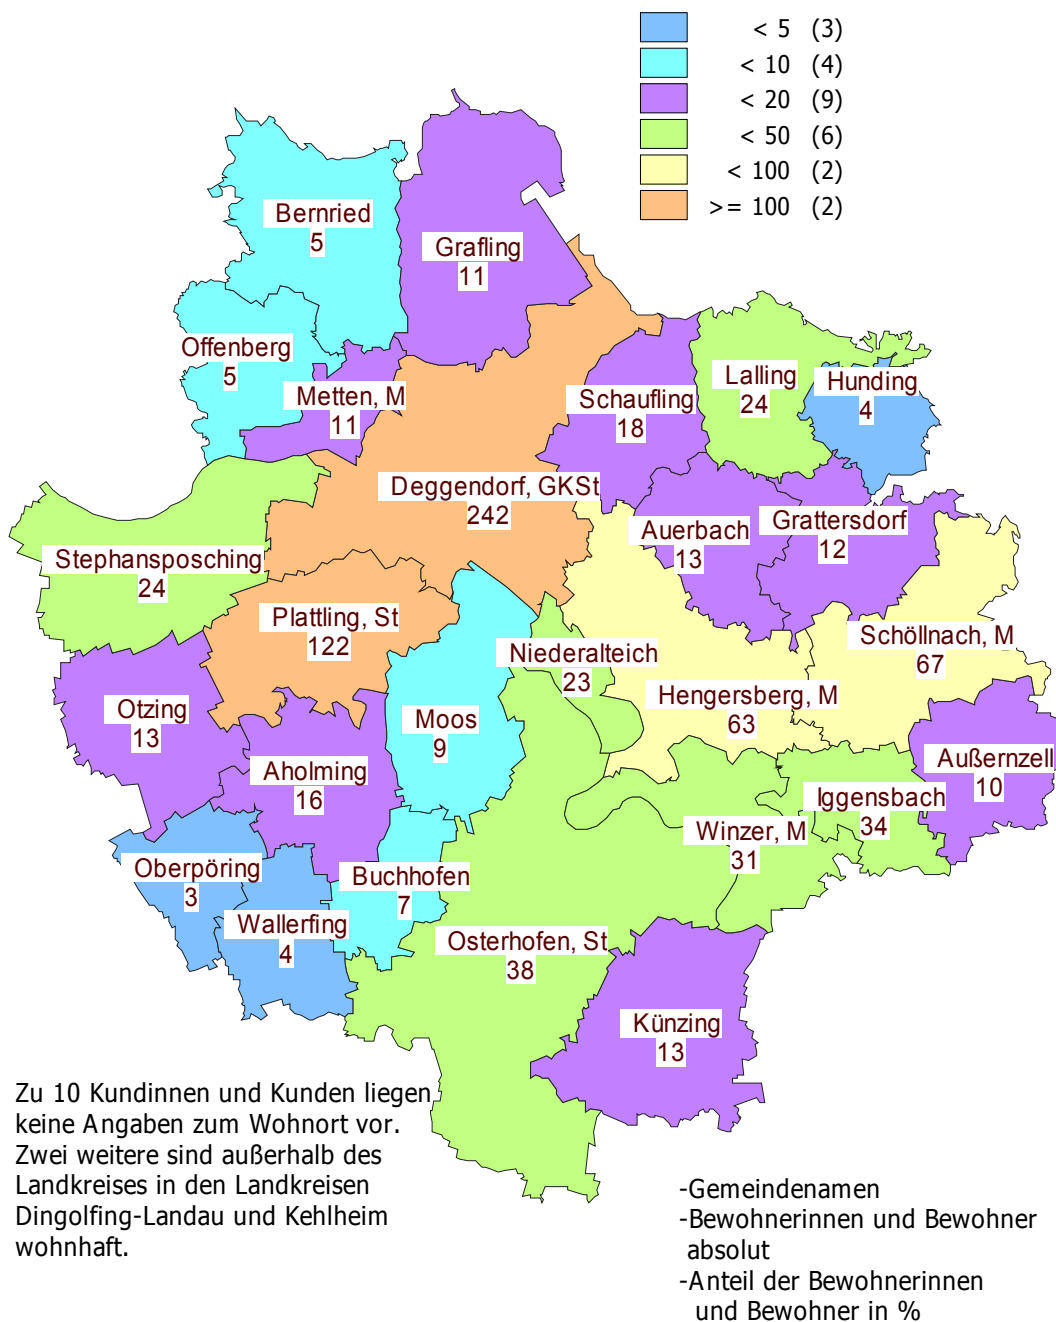 < 5 (3)
< 10 (4)
< 20 (9)
< 50 (6)
< 100 (2)
>= 100 (2)
Bernried
5
Grafling
11
Offenberg
5
Metten, M
11
Schaufling
18
Lalling
24
Hunding
4
Deggendorf, GKSt
242
Auerbach
13
Grattersdorf
12
Stephansposching
24
Plattling, St
122
Niederalteich
23
Schöllnach, M
67
Hengersberg, M
63
Otzing
13
Moos
9
Aholming
16
Außernzell
10
Iggensbach
34
Winzer, M
31
Oberpöring
3
Buchhofen
7
Wallerfing
4
Osterhofen, St
38
Künzing
13
Zu 10 Kundinnen und Kunden liegen
keine Angaben zum Wohnort vor.
Zwei weitere sind außerhalb des
Landkreises in den Landkreisen
Dingolfing-Landau und Kehlheim
wohnhaft.
-Gemeindenamen
-Bewohnerinnen und Bewohner
absolut
-Anteil der Bewohnerinnen
und Bewohner in %